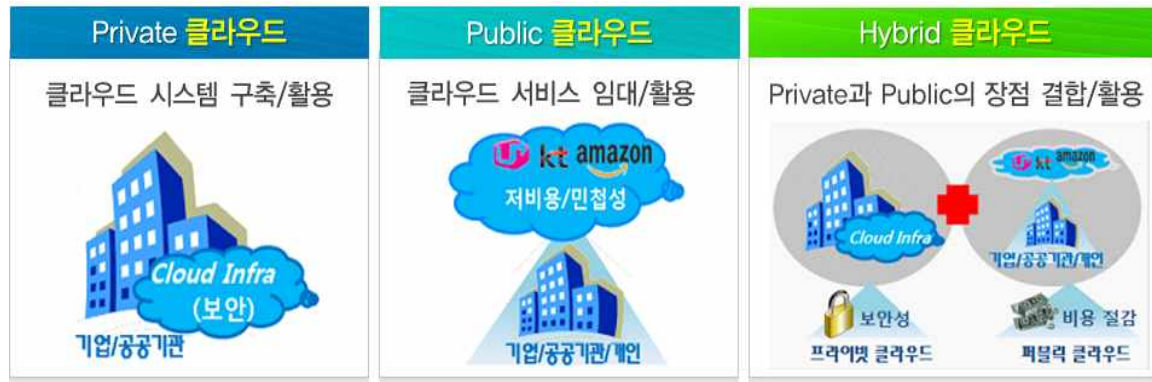 Private 클라우드
클라우드 시스템 구축/활용
Cloud Infra
(보안)
기업/공공기관
Public 클라우드
클라우드 서비스 임대/활용
U+ kt amazon
저비용/민첩성
기업/공공기관/개인
Hybrid 클라우드
Private과 Public의 장점 결합/활용
Cloud Infra
kt amazon
기업/공공기관/개인
보안성
프라이빗 클라우드
비용 절감
퍼블릭 클라우드